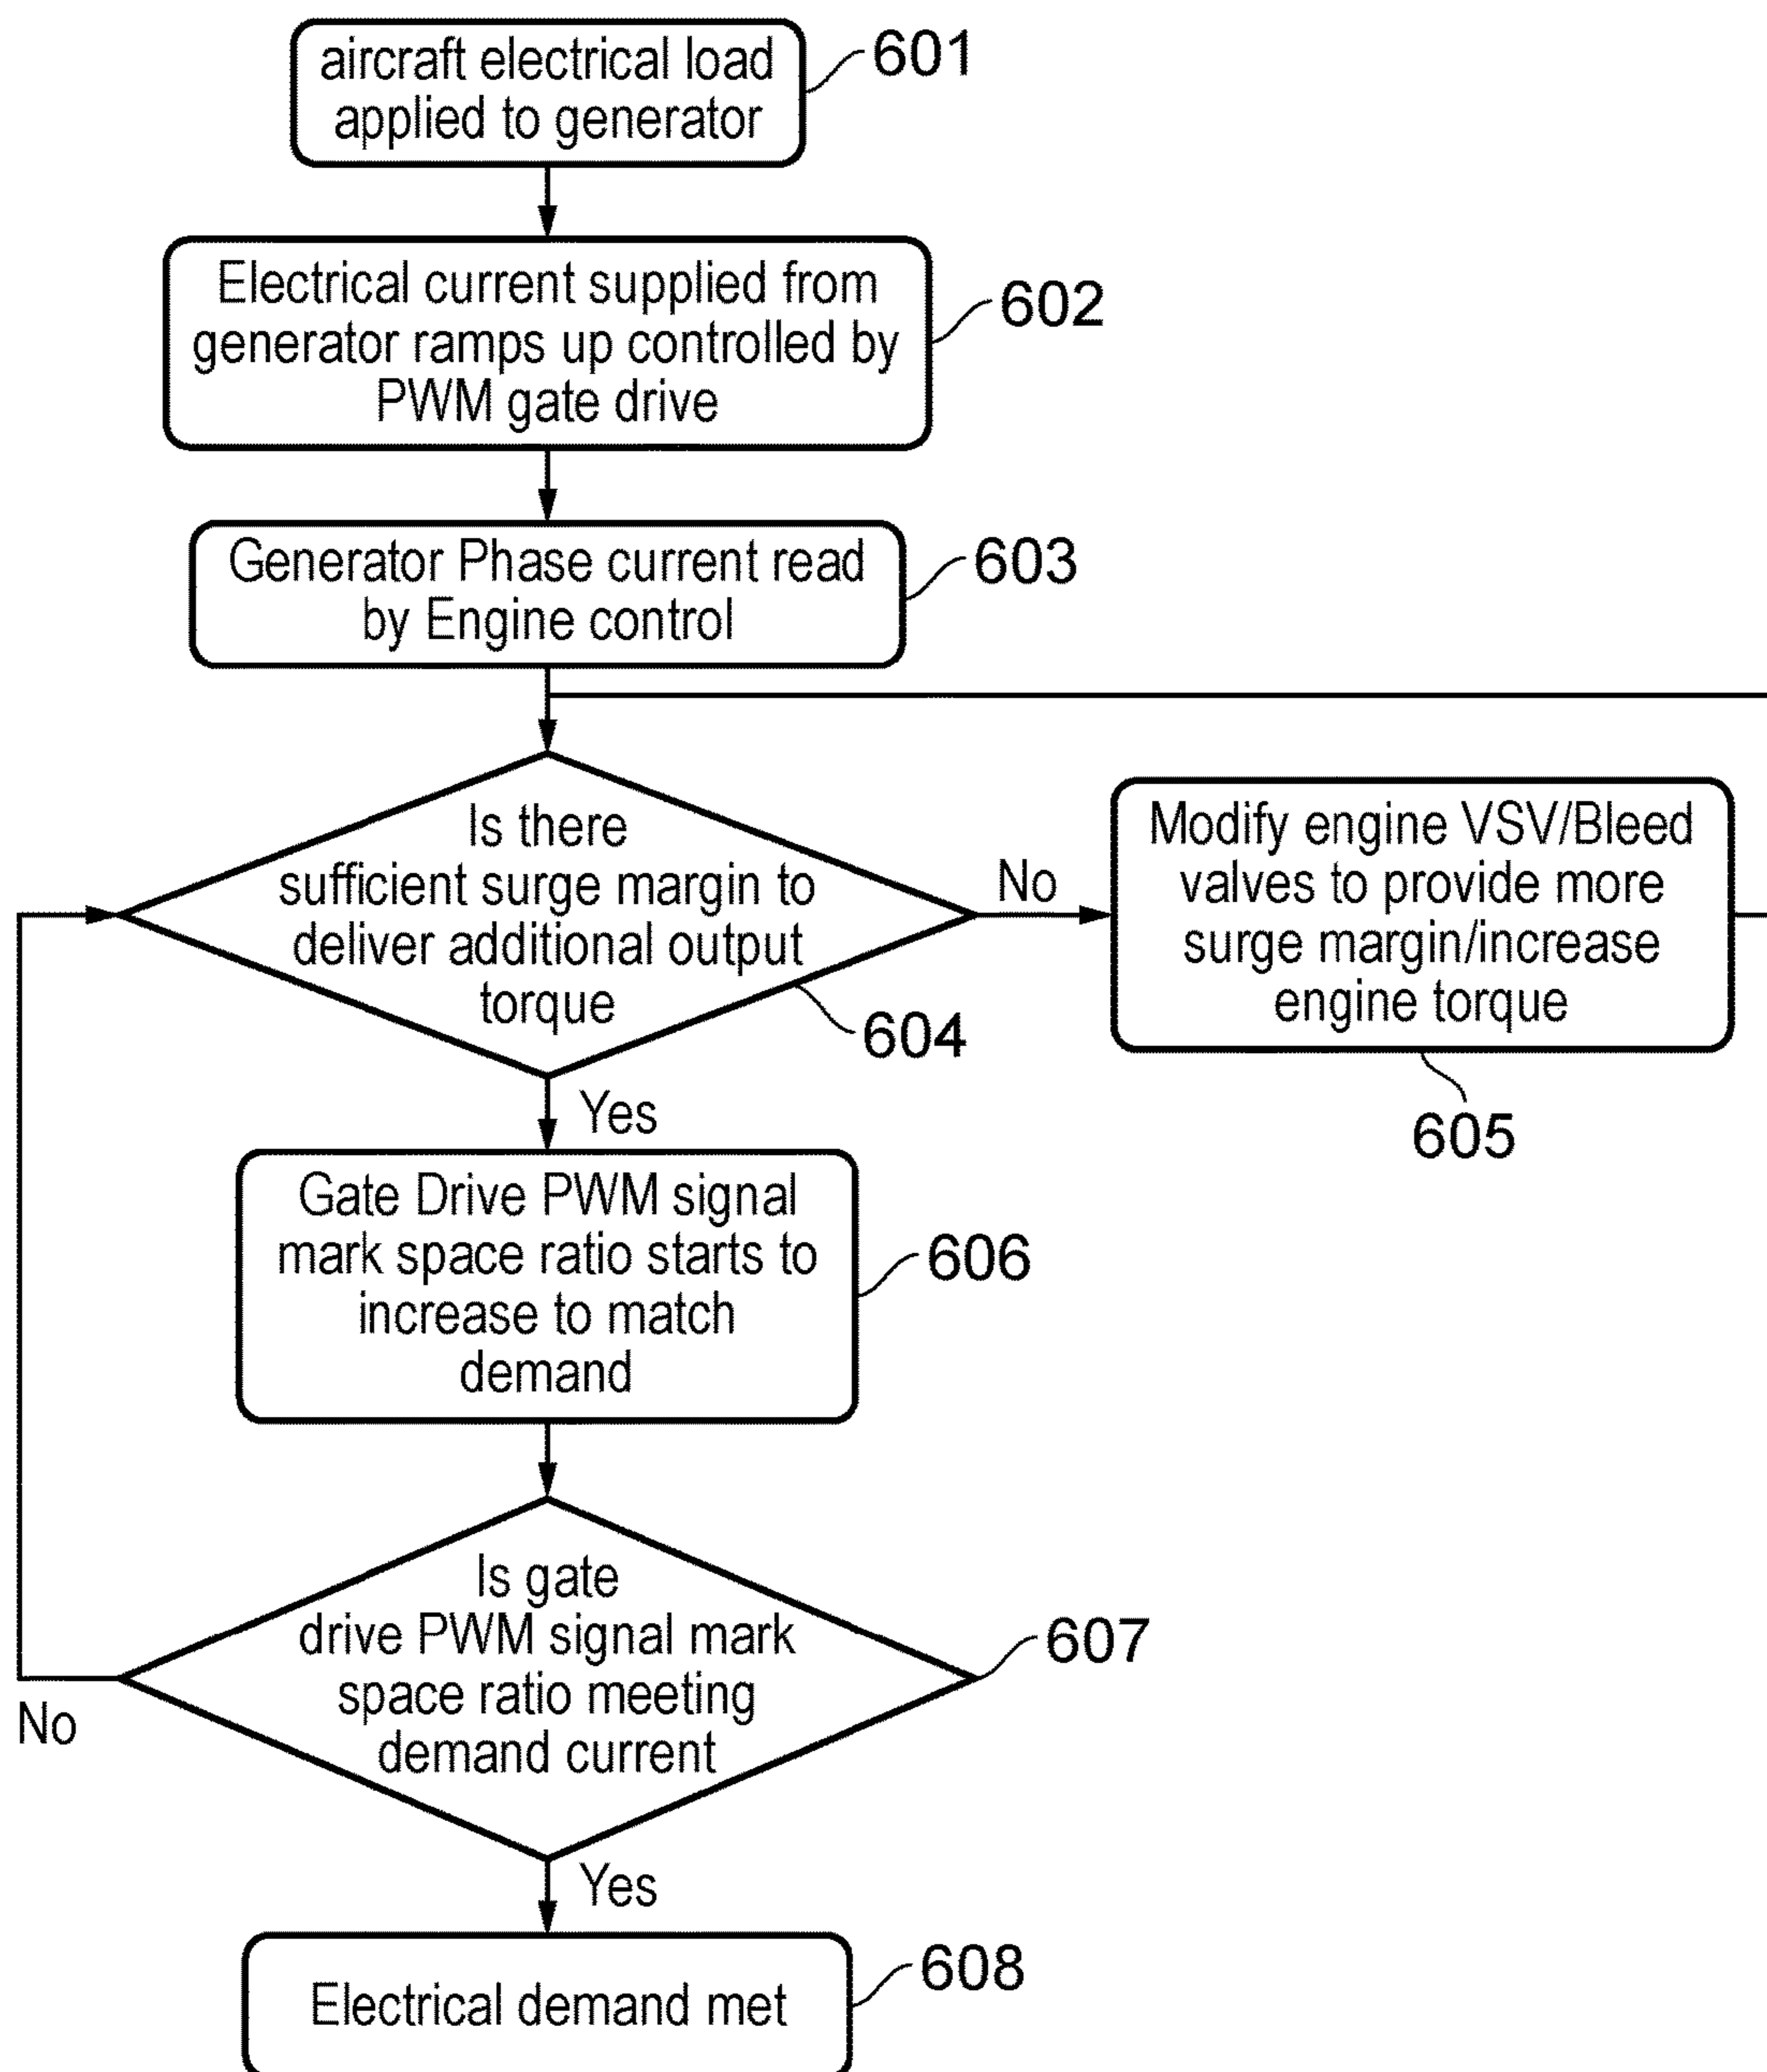 aircraft electrical load
applied to generator
601
Electrical current supplied from
generator ramps up controlled by
PWM gate drive
602
Generator Phase current read
by Engine control
603
Is there
sufficient surge margin to
deliver additional output
torque
604
No
Modify engine VSV/Bleed
valves to provide more
surge margin/increase
engine torque
605
Yes
Gate Drive PWM signal
mark space ratio starts to
increase to match
demand
606
Is gate
drive PWM signal mark
space ratio meeting
demand current
607
No
Yes
Electrical demand met
608